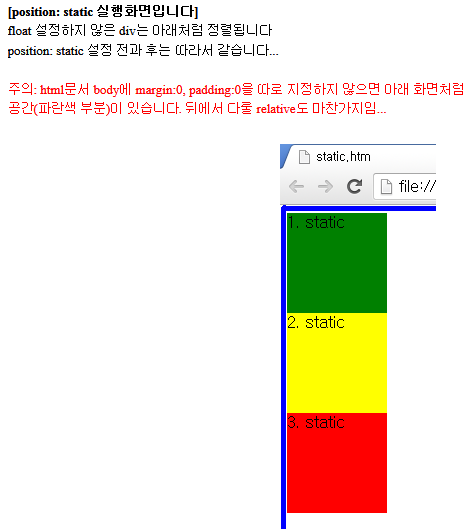 [position: static 실행화면입니다]
float 설정하지 않은 div는 아래처럼 정렬됩니다
position: static 설정 전과 후는 따라서 같습니다...
주의: html문서 body에 margin:0, padding:0을 따로 지정하지 않으면 아래 화면처럼
공간(파란색 부분)이 있습니다. 뒤에서 다룰 relative도 마찬가지임...
static.htm
file://
1. static
2. static
3. static